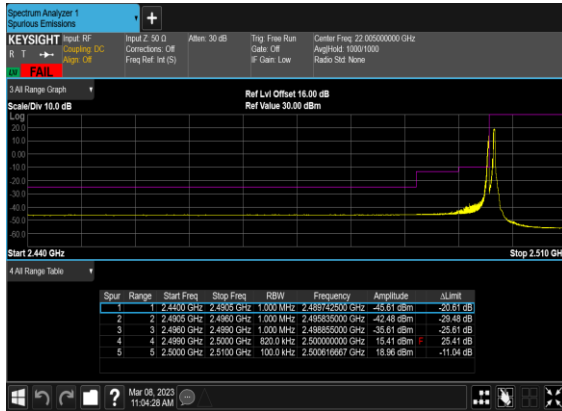 Spectrum Analyzer 1
Spurious Emissions
KEYSIGHT Input: RF Input Z: 50 Ω Atten: 30 dB Trig: Free Run Center Freq: 22.005000000 GHz
R T Coupling: DC Corrections: Off Gate: Off Avg|Hold: 1000/1000
Align: Off Freq Ref: Int (S) IF Gain: Low Radio Std: None
FAIL
3 All Range Graph
Ref Lvl Offset 16.00 dB
Scale/Div 10.0 dB Ref Value 30.00 dBm
Log
20.0
10.0
0.00
-10.0
-20.0
-30.0
-40.0
-50.0
-60.0
Start 2.440 GHz Stop 2.510 GH
4 All Range Table
Spur Range Start Freq Stop Freq RBW Frequency Amplitude ΔLimit
1 1 2.4400 GHz 2.4905 GHz 1.000 MHz 2.489742500 GHz -45.61 dBm -20.61 dB
2 2 2.4905 GHz 2.4960 GHz 1.000 MHz 2.495835000 GHz -42.48 dBm -29.48 dB
3 3 2.4960 GHz 2.4990 GHz 1.000 MHz 2.498855000 GHz -35.61 dBm -25.61 dB
4 4 2.4990 GHz 2.5000 GHz 820.0 kHz 2.500000000 GHz 15.41 dBm F 25.41 dB
5 5 2.5000 GHz 2.5100 GHz 100.0 kHz 2.500616667 GHz 18.96 dBm -11.04 dB
Mar 08, 2023
11:04:28 AM